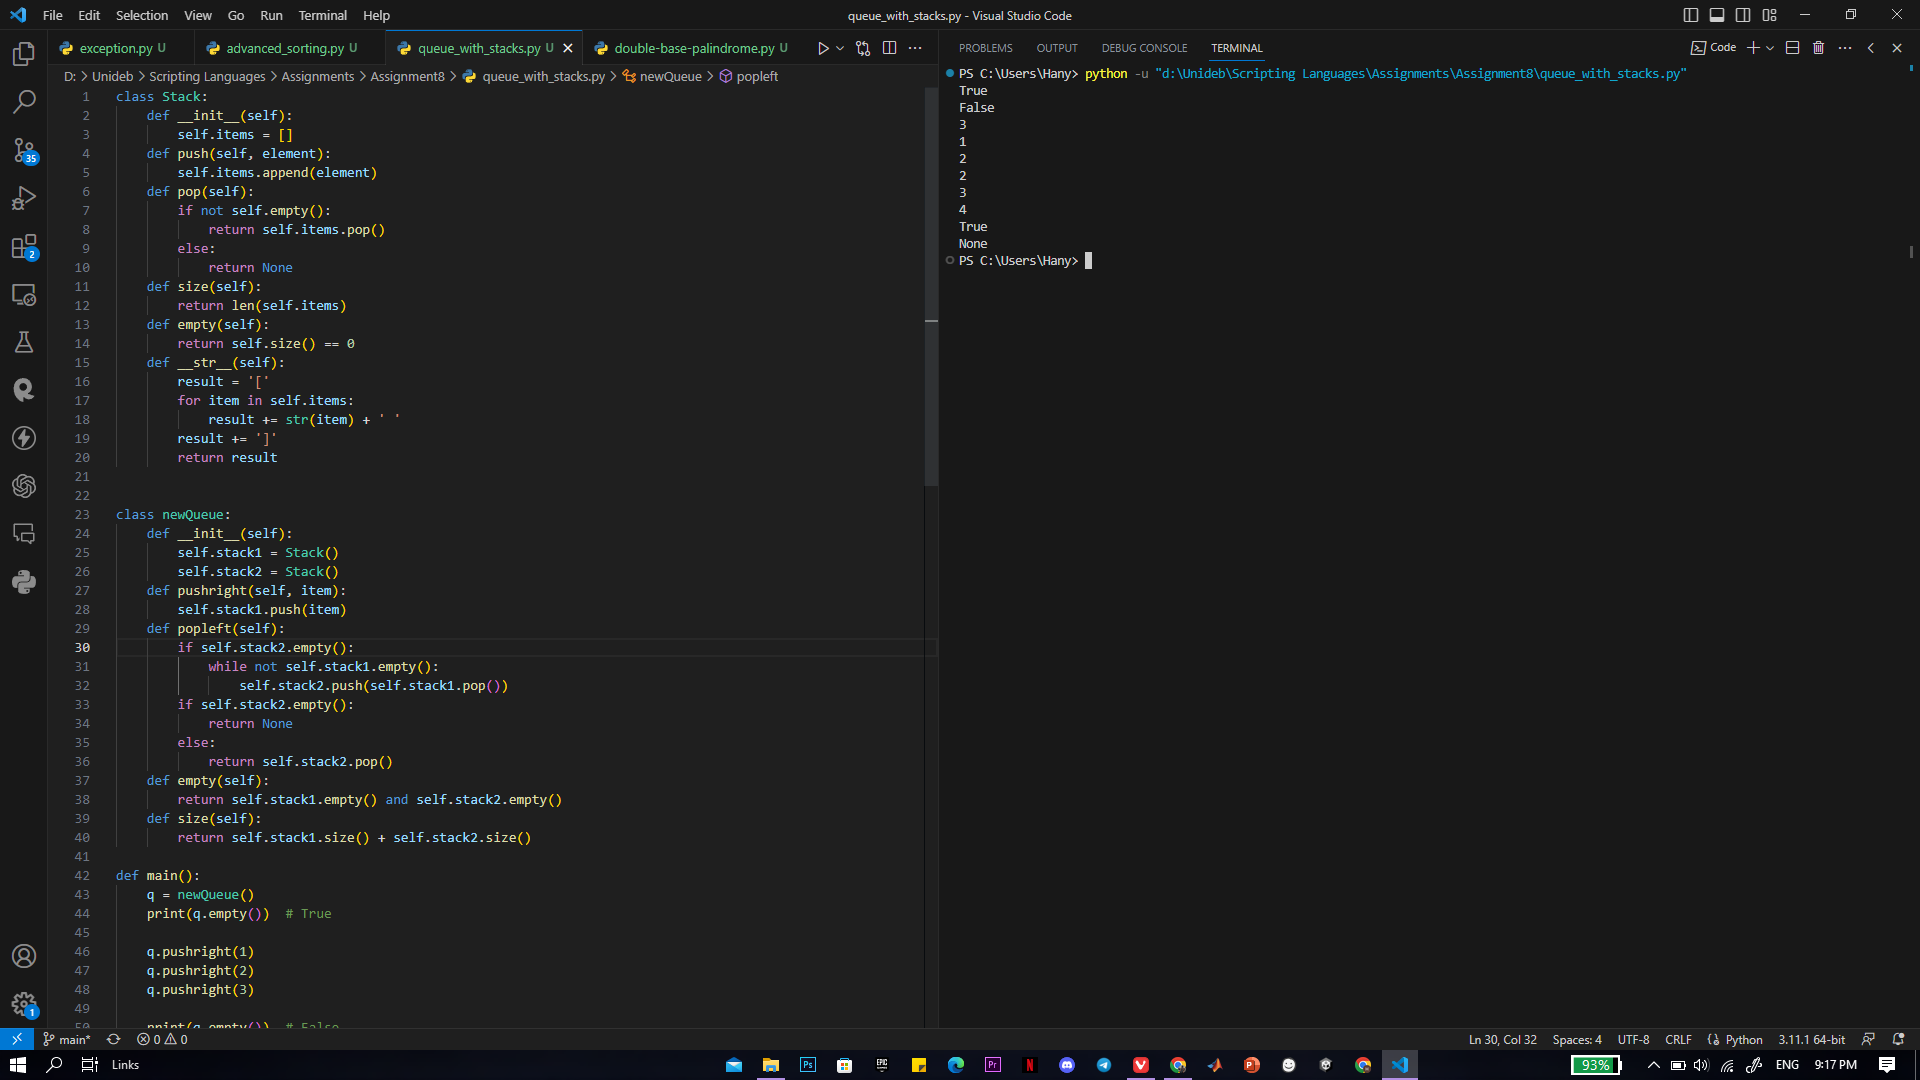 File Edit Selection View Go Run Terminal Help
queue_with_stacks.py - Visual Studio Code
exception.py U
advanced_sorting.py U
queue_with_stacks.py U
double-base-palindrome.py U
D: > Unideb > Scripting Languages > Assignments > Assignment8 > queue_with_stacks.py > newQueue > popleft
1 class Stack:
2 def __init__(self):
3 self.items = []
4 def push(self, element):
5 self.items.append(element)
6 def pop(self):
7 if not self.empty():
8 return self.items.pop()
9 else:
10 return None
11 def size(self):
12 return len(self.items)
13 def empty(self):
14 return self.size() == 0
15 def __str__(self):
16 result = '['
17 for item in self.items:
18 result += str(item) + ' '
19 result += ']'
20 return result
21
22
23 class newQueue:
24 def __init__(self):
25 self.stack1 = Stack()
26 self.stack2 = Stack()
27 def pushright(self, item):
28 self.stack1.push(item)
29 def popleft(self):
30 if self.stack2.empty():
31 while not self.stack1.empty():
32 self.stack2.push(self.stack1.pop())
33 if self.stack2.empty():
34 return None
35 else:
36 return self.stack2.pop()
37 def empty(self):
38 return self.stack1.empty() and self.stack2.empty()
39 def size(self):
40 return self.stack1.size() + self.stack2.size()
41
42 def main():
43 q = newQueue()
44 print(q.empty()) # True
45
46 q.pushright(1)
47 q.pushright(2)
48 q.pushright(3)
49
50 print(q.empty()) # False
PROBLEMS OUTPUT DEBUG CONSOLE TERMINAL
Code
PS C:\Users\Hany> python -u "d:\Unideb\Scripting Languages\Assignments\Assignment8\queue_with_stacks.py"
True
False
3
1
2
2
3
4
True
None
PS C:\Users\Hany>
35
2
1
main* 0 0
Ln 30, Col 32 Spaces: 4 UTF-8 CRLF Python 3.11.1 64-bit
Links
Ps
EPIC
Pr
N
93%
ENG
9:17 PM